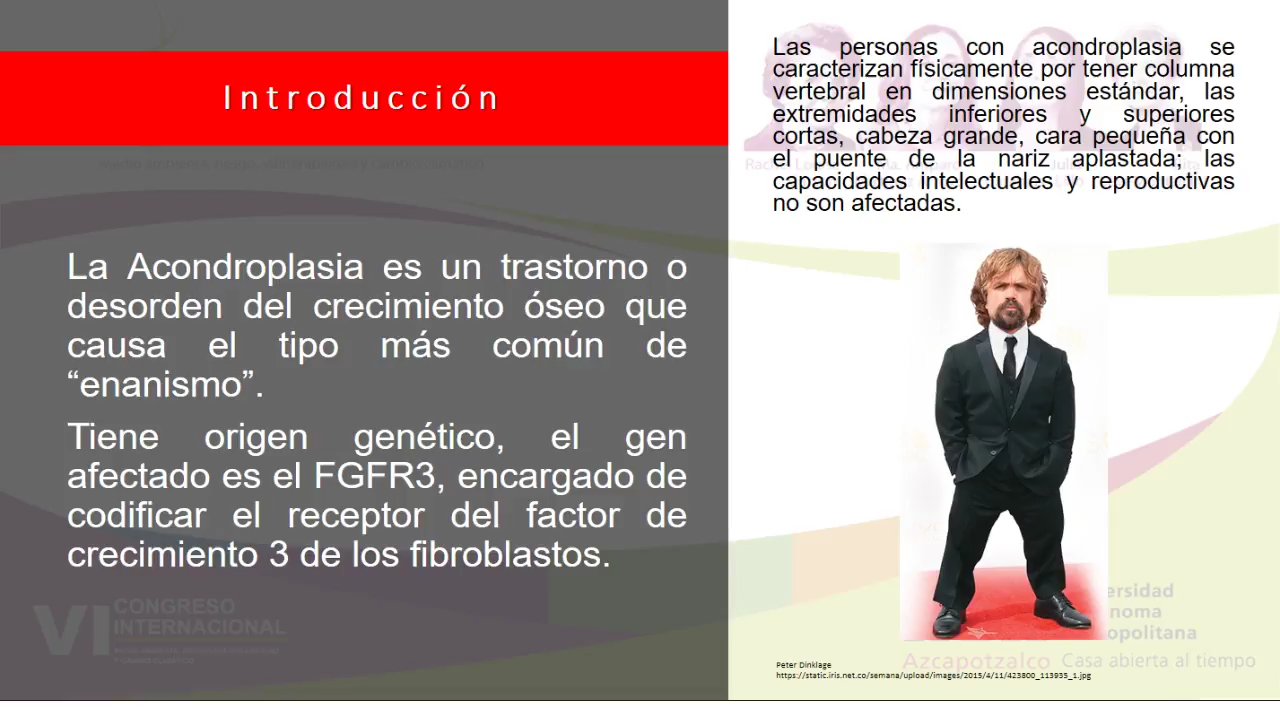 Introducción
La Acondroplasia es un trastorno o
desorden del crecimiento óseo que
causa el tipo más común de
“enanismo”.
Tiene origen genético, el gen
afectado es el FGFR3, encargado de
codificar el receptor del factor de
crecimiento 3 de los fibroblastos.
VI CONGRESO
INTERNACIONAL
Las personas con acondroplasia se
caracterizan físicamente por tener columna
vertebral en dimensiones estándar, las
extremidades inferiores y superiores
cortas, cabeza grande, cara pequeña con
el puente de la nariz aplastada; las
capacidades intelectuales y reproductivas
no son afectadas.
ersidad
noma
opolitana
Azcapotzalco Casa abierta al tiempo
Peter Dinklage
https://static.iris.net.co/semana/upload/images/2015/4/11/423800_113935_1.jpg